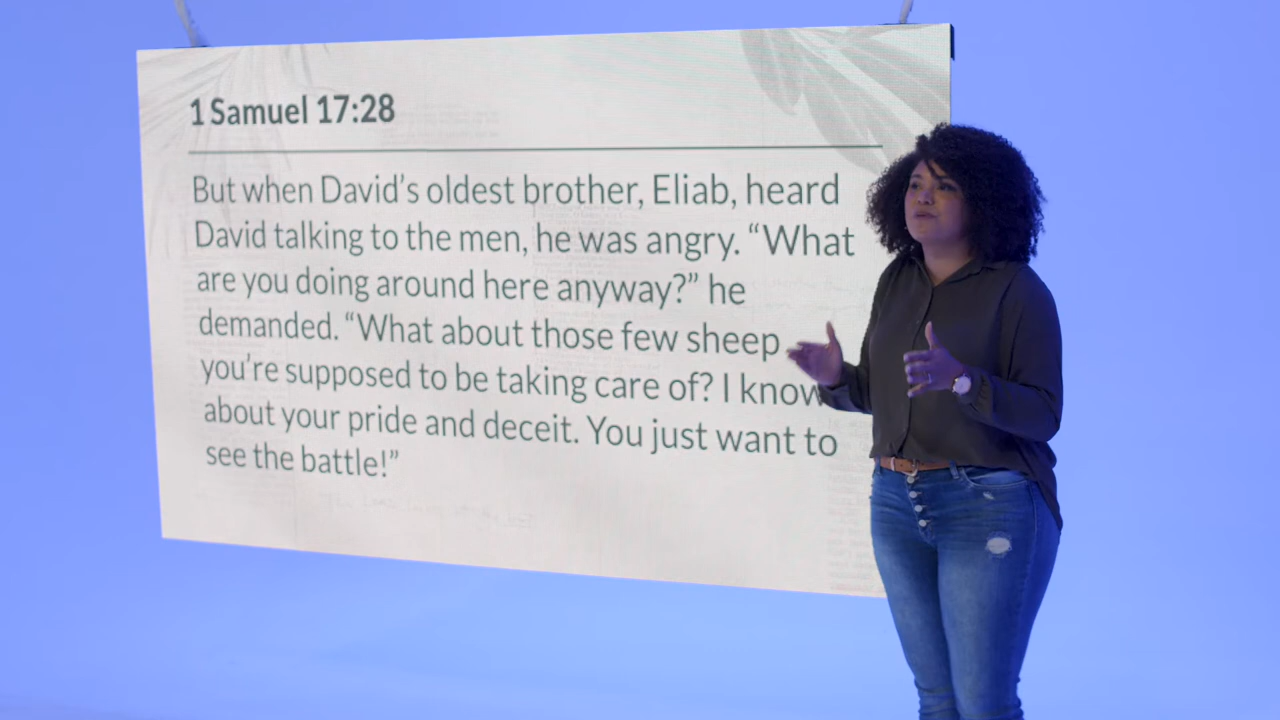 1 Samuel 17:28
But when David’s oldest brother, Eliab, heard
David talking to the men, he was angry. “What
are you doing around here anyway?” he
demanded. “What about those few sheep
you’re supposed to be taking care of? I know
about your pride and deceit. You just want to
see the battle!”